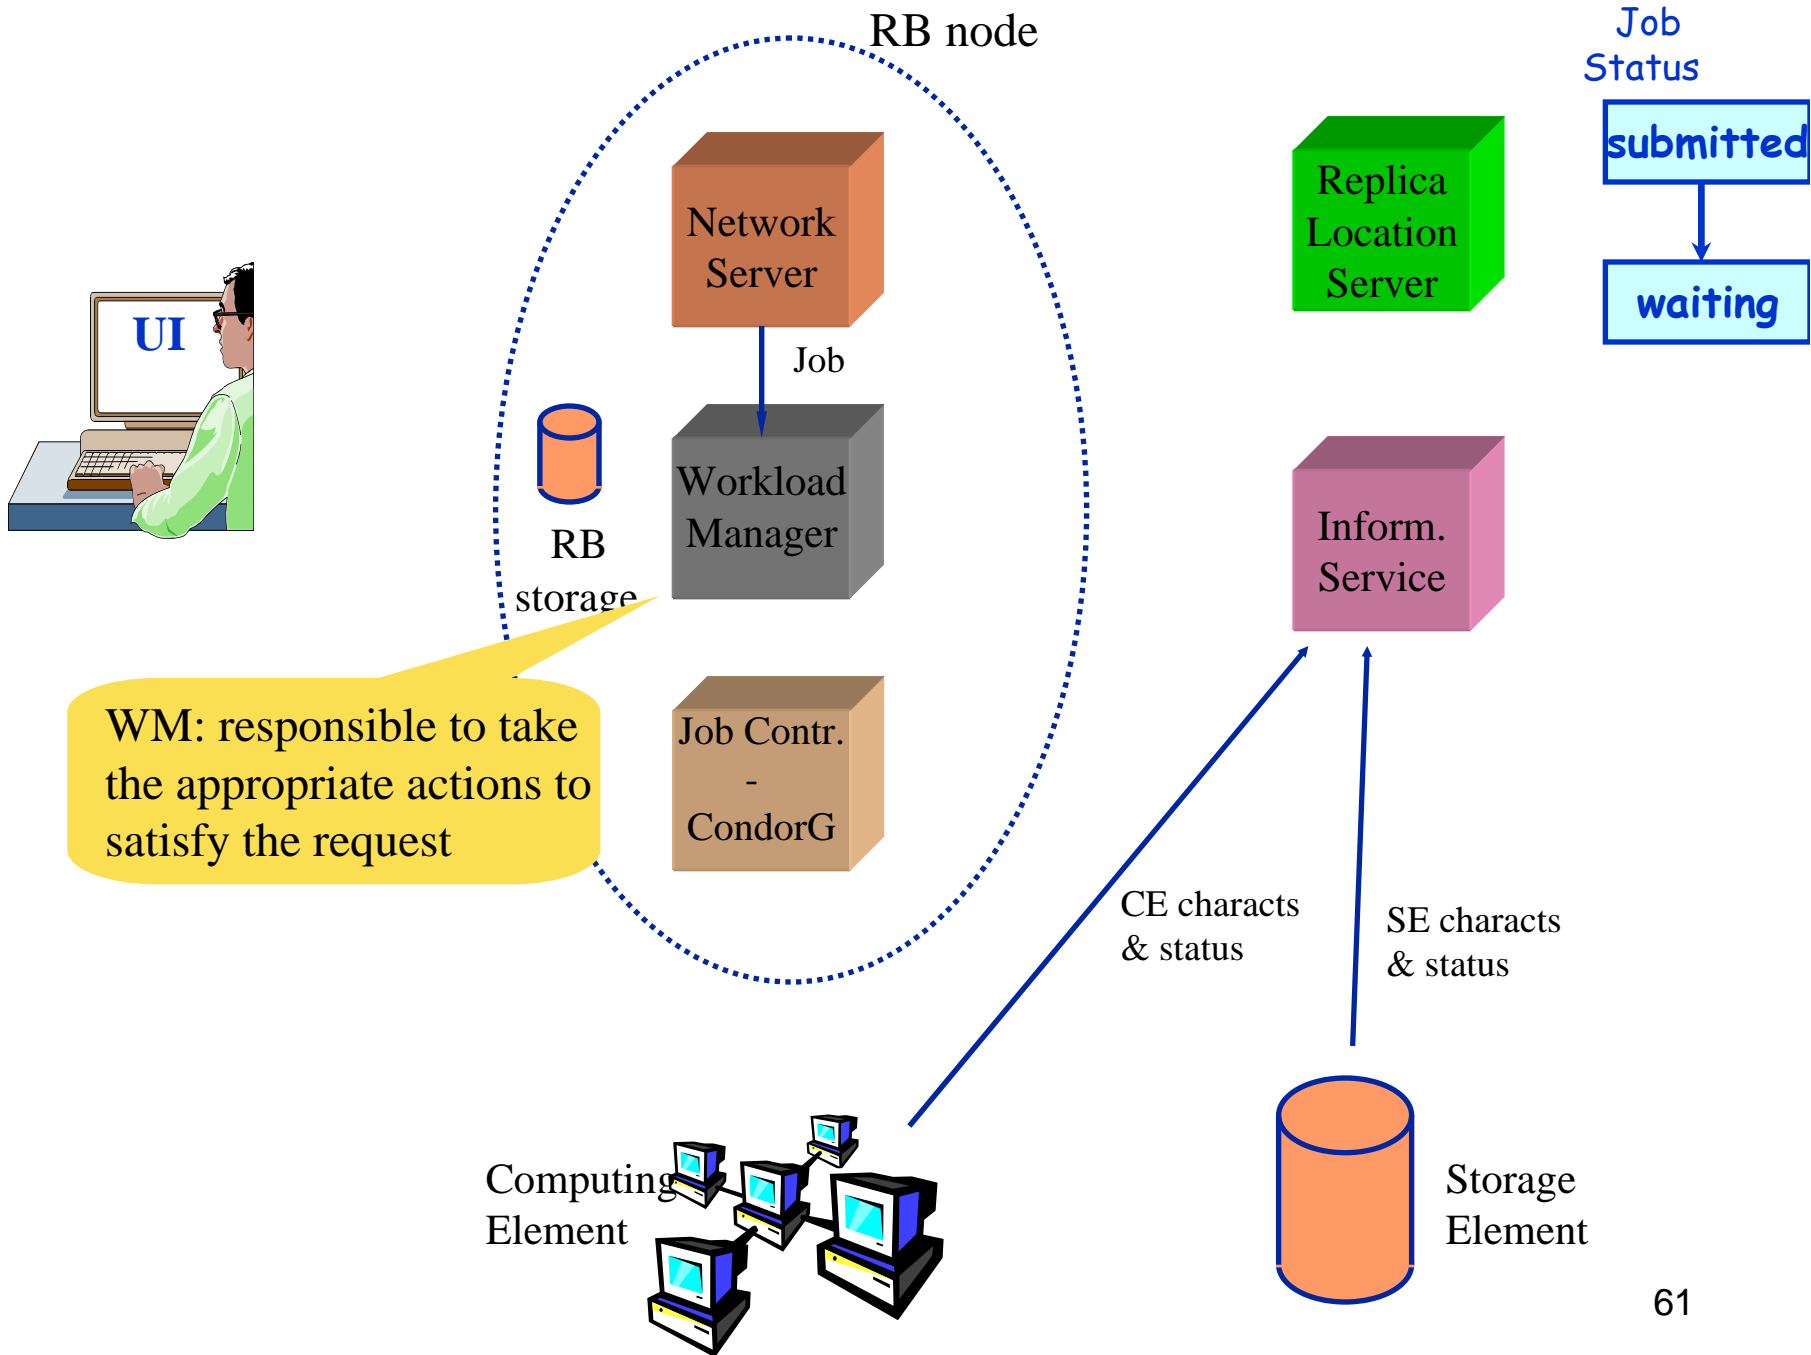 RB node
Job
Status
submitted
waiting
Network
Server
Replica
Location
Server
UI
Job
Workload
Manager
RB
storage
Inform.
Service
WM: responsible to take
the appropriate actions to
satisfy the request
Job Contr.
-
CondorG
CE characts
& status
SE characts
& status
Computing
Element
Storage
Element
61